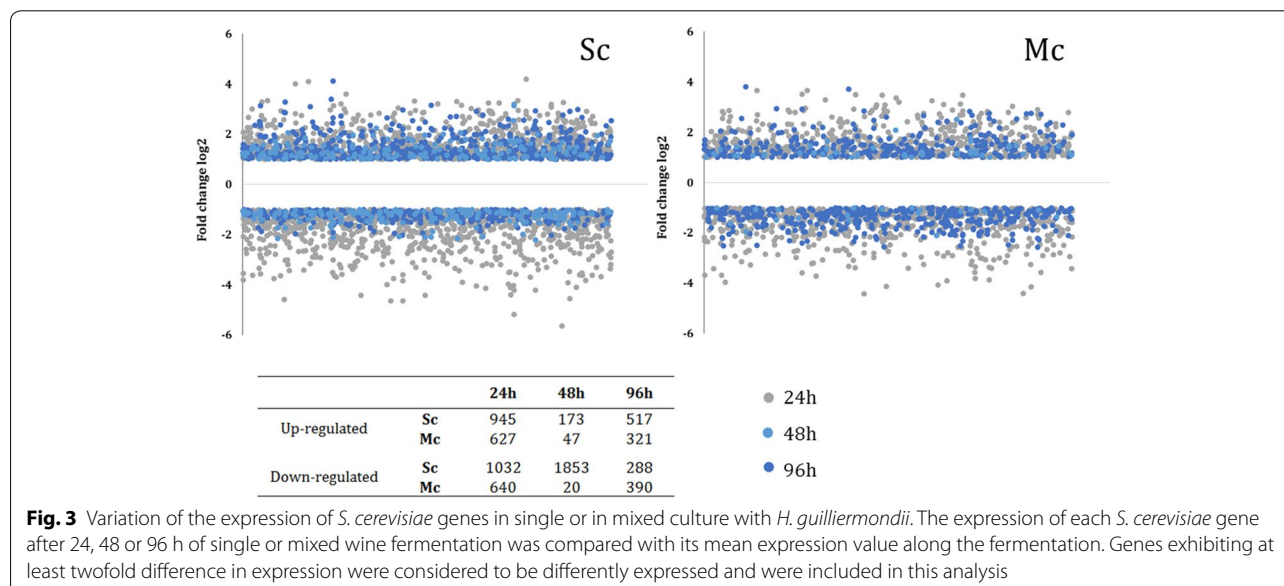 Sc
6
4
2
0
-2
-4
-6
Fold change log2
Mc
6
4
2
0
-2
-4
-6
Fold change log2
24h 48h 96h
Up-regulated Sc 945 173 517
Mc 627 47 321
Down-regulated Sc 1032 1853 288
Mc 640 20 390
24h
48h
96h
Fig. 3 Variation of the expression of S. cerevisiae genes in single or in mixed culture with H. guilliermondii. The expression of each S. cerevisiae gene
after 24, 48 or 96 h of single or mixed wine fermentation was compared with its mean expression value along the fermentation. Genes exhibiting at
least twofold difference in expression were considered to be differently expressed and were included in this analysis